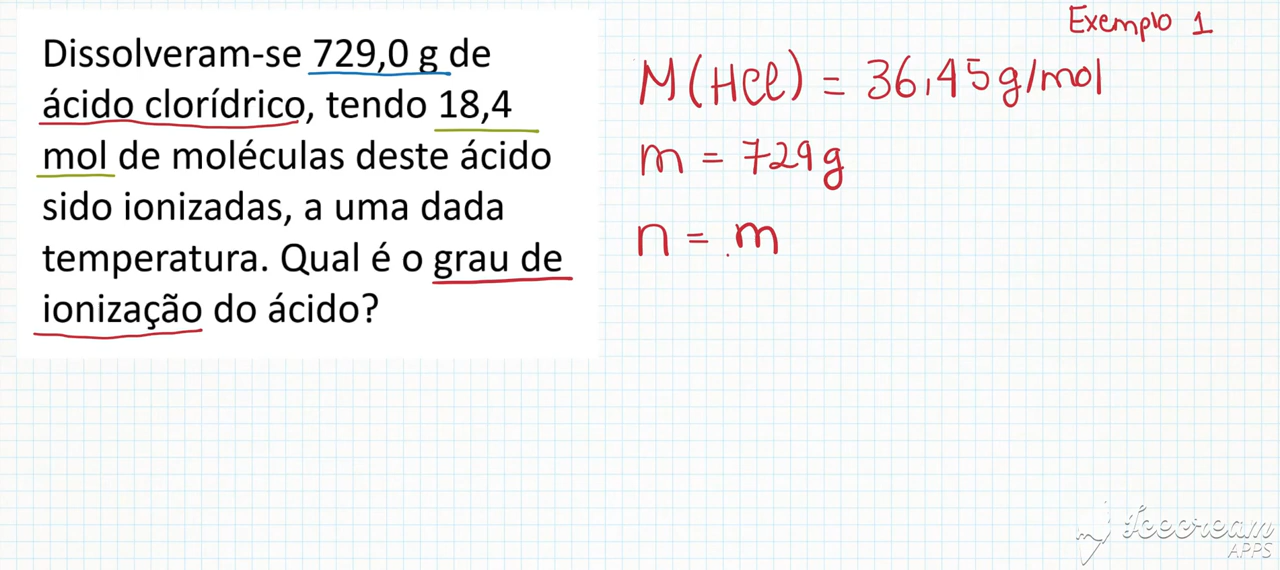 Exemplo 1
Dissolveram-se 729,0 g de
ácido clorídrico, tendo 18,4
mol de moléculas deste ácido
sido ionizadas, a uma dada
temperatura. Qual é o grau de
ionização do ácido?
M(HCl) = 36,45 g/mol
m = 729 g
n = m
Icecream
APPS